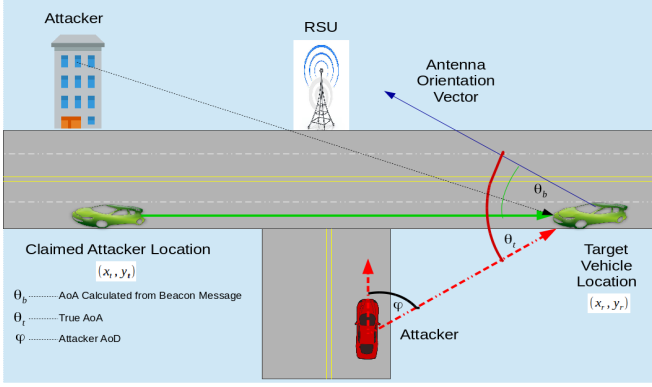 Attacker
RSU
Antenna
Orientation
Vector
θb
θt
Claimed Attacker Location
(xt, yt)
Target
Vehicle
Location
(xr, yr)
θb ·········· AoA Calculated from Beacon Message
θt ·········· True AoA
φ ·········· Attacker AoD
φ
Attacker